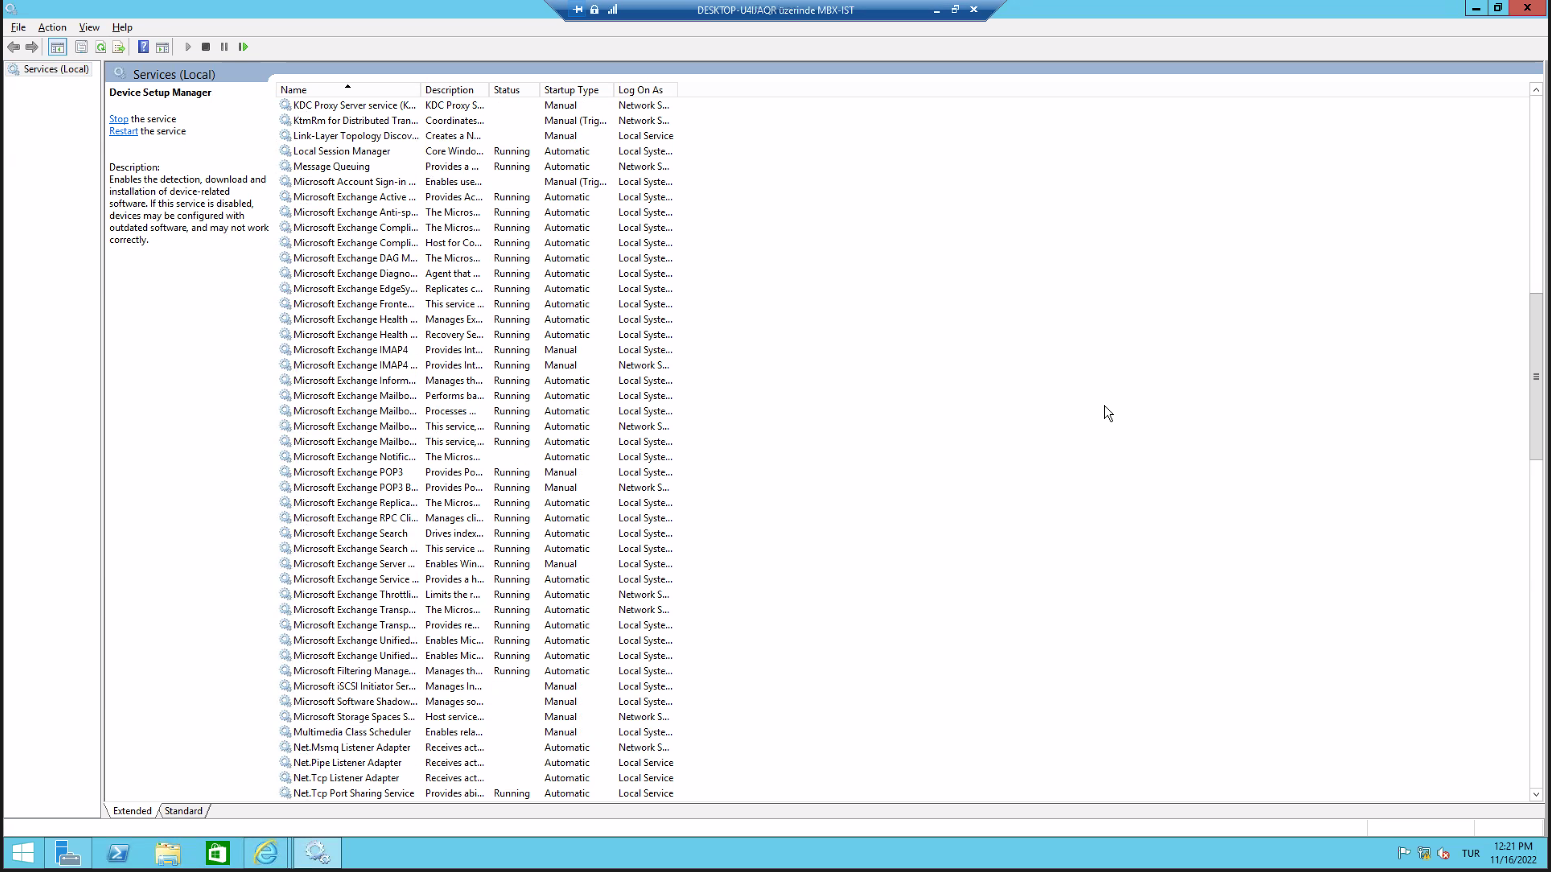 DESKTOP-U4IJAQR üzerinde MBX-IST
File Action View Help
Services (Local)
Services (Local)
Device Setup Manager
Stop the service
Restart the service
Description:
Enables the detection, download and
installation of device-related
software. If this service is disabled,
devices may be configured with
outdated software, and may not work
correctly.
Name Description Status Startup Type Log On As
KDC Proxy Server service (K... KDC Proxy S... Manual Network S...
KtmRm for Distributed Tran... Coordinates... Manual (Trig... Network S...
Link-Layer Topology Discov... Creates a N... Manual Local Service
Local Session Manager Core Windo... Running Automatic Local Syste...
Message Queuing Provides a ... Running Automatic Network S...
Microsoft Account Sign-in ... Enables use... Manual (Trig... Local Syste...
Microsoft Exchange Active ... Provides Ac... Running Automatic Local Syste...
Microsoft Exchange Anti-sp... The Micros... Running Automatic Local Syste...
Microsoft Exchange Compli... The Micros... Running Automatic Local Syste...
Microsoft Exchange Compli... Host for Co... Running Automatic Local Syste...
Microsoft Exchange DAG M... The Micros... Running Automatic Local Syste...
Microsoft Exchange Diagno... Agent that ... Running Automatic Local Syste...
Microsoft Exchange EdgeSy... Replicates c... Running Automatic Local Syste...
Microsoft Exchange Fronte... This service ... Running Automatic Local Syste...
Microsoft Exchange Health ... Manages Ex... Running Automatic Local Syste...
Microsoft Exchange Health ... Recovery Se... Running Automatic Local Syste...
Microsoft Exchange IMAP4 Provides Int... Running Manual Local Syste...
Microsoft Exchange IMAP4 ... Provides Int... Running Manual Network S...
Microsoft Exchange Inform... Manages th... Running Automatic Local Syste...
Microsoft Exchange Mailbo... Performs ba... Running Automatic Local Syste...
Microsoft Exchange Mailbo... Processes ... Running Automatic Local Syste...
Microsoft Exchange Mailbo... This service,... Running Automatic Network S...
Microsoft Exchange Mailbo... This service,... Running Automatic Local Syste...
Microsoft Exchange Notific... The Micros... Automatic Local Syste...
Microsoft Exchange POP3 Provides Po... Running Manual Local Syste...
Microsoft Exchange POP3 B... Provides Po... Running Manual Network S...
Microsoft Exchange Replica... The Micros... Running Automatic Local Syste...
Microsoft Exchange RPC Cli... Manages cli... Running Automatic Local Syste...
Microsoft Exchange Search Drives index... Running Automatic Local Syste...
Microsoft Exchange Search ... This service ... Running Automatic Local Syste...
Microsoft Exchange Server ... Enables Win... Running Manual Local Syste...
Microsoft Exchange Service ... Provides a h... Running Automatic Local Syste...
Microsoft Exchange Throttli... Limits the r... Running Automatic Network S...
Microsoft Exchange Transp... The Micros... Running Automatic Network S...
Microsoft Exchange Transp... Provides re... Running Automatic Local Syste...
Microsoft Exchange Unified... Enables Mic... Running Automatic Local Syste...
Microsoft Exchange Unified... Enables Mic... Running Automatic Local Syste...
Microsoft Filtering Manage... Manages th... Running Automatic Local Syste...
Microsoft iSCSI Initiator Ser... Manages In... Manual Local Syste...
Microsoft Software Shadow... Manages so... Manual Local Syste...
Microsoft Storage Spaces S... Host service... Manual Network S...
Multimedia Class Scheduler Enables rela... Manual Local Syste...
Net.Msmq Listener Adapter Receives act... Automatic Network S...
Net.Pipe Listener Adapter Receives act... Automatic Local Service
Net.Tcp Listener Adapter Receives act... Automatic Local Service
Net.Tcp Port Sharing Service Provides abi... Running Automatic Local Service
Extended Standard
TUR
12:21 PM
11/16/2022